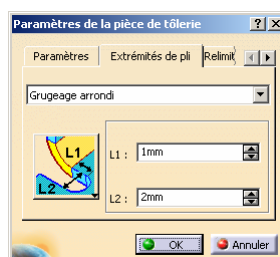 Paramètres de la pièce de tôlerie
Paramètres Extrémités de pli Relimit
Grugeage arrondi
L1
L2
L1 : 1mm
L2 : 2mm
OK Annuler